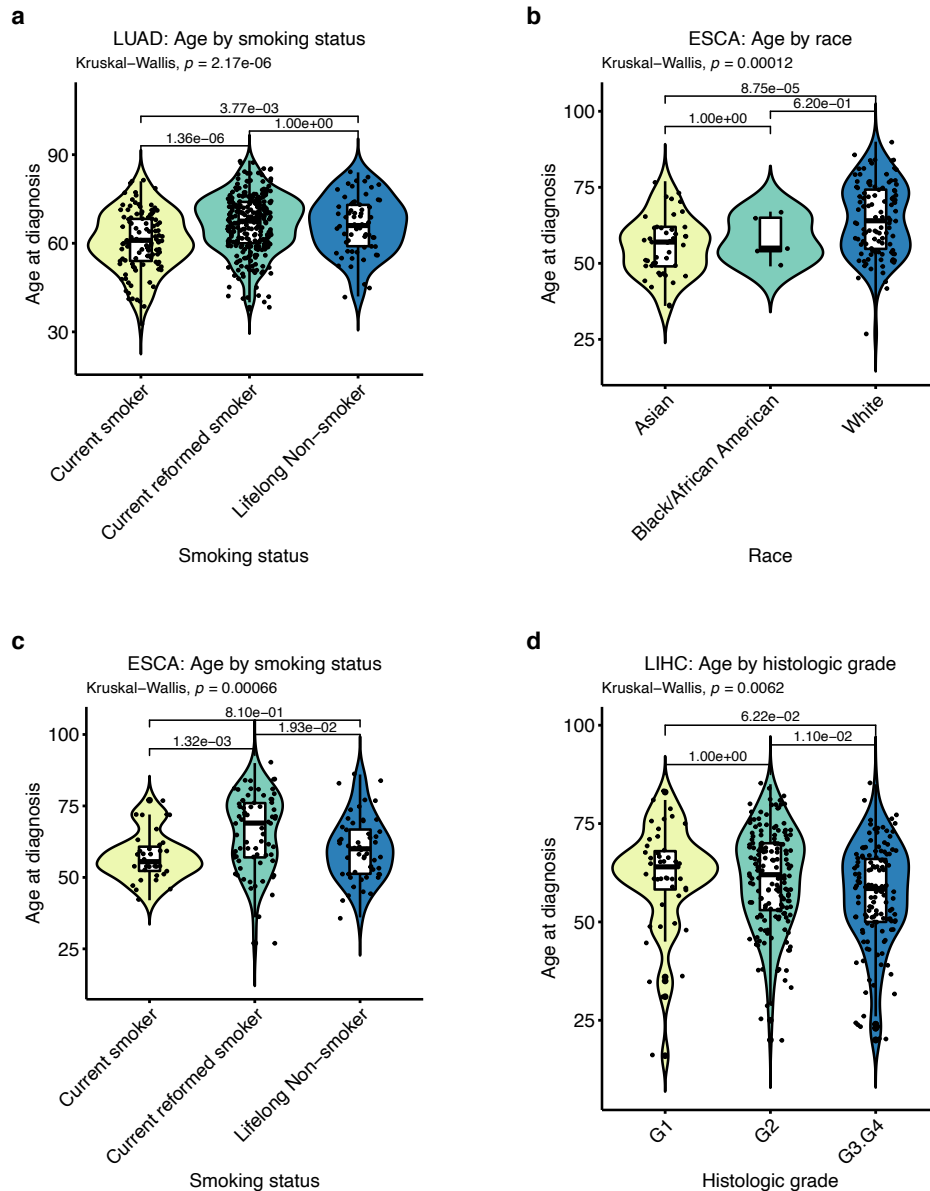 a
LUAD: Age by smoking status
Kruskal−Wallis, p = 2.17e-06
3.77e−03
1.36e−06
1.00e+00
90
60
30
Age at diagnosis
Current smoker
Current reformed smoker
Lifelong Non−smoker
Smoking status
b
ESCA: Age by race
Kruskal−Wallis, p = 0.00012
8.75e−05
6.20e−01
1.00e+00
100
75
50
25
Age at diagnosis
Asian
Black/African American
White
Race
c
ESCA: Age by smoking status
Kruskal−Wallis, p = 0.00066
8.10e−01
1.93e−02
1.32e−03
100
75
50
25
Age at diagnosis
Current smoker
Current reformed smoker
Lifelong Non−smoker
Smoking status
d
LIHC: Age by histologic grade
Kruskal−Wallis, p = 0.0062
6.22e−02
1.10e−02
1.00e+00
100
75
50
25
Age at diagnosis
G1
G2
G3.G4
Histologic grade